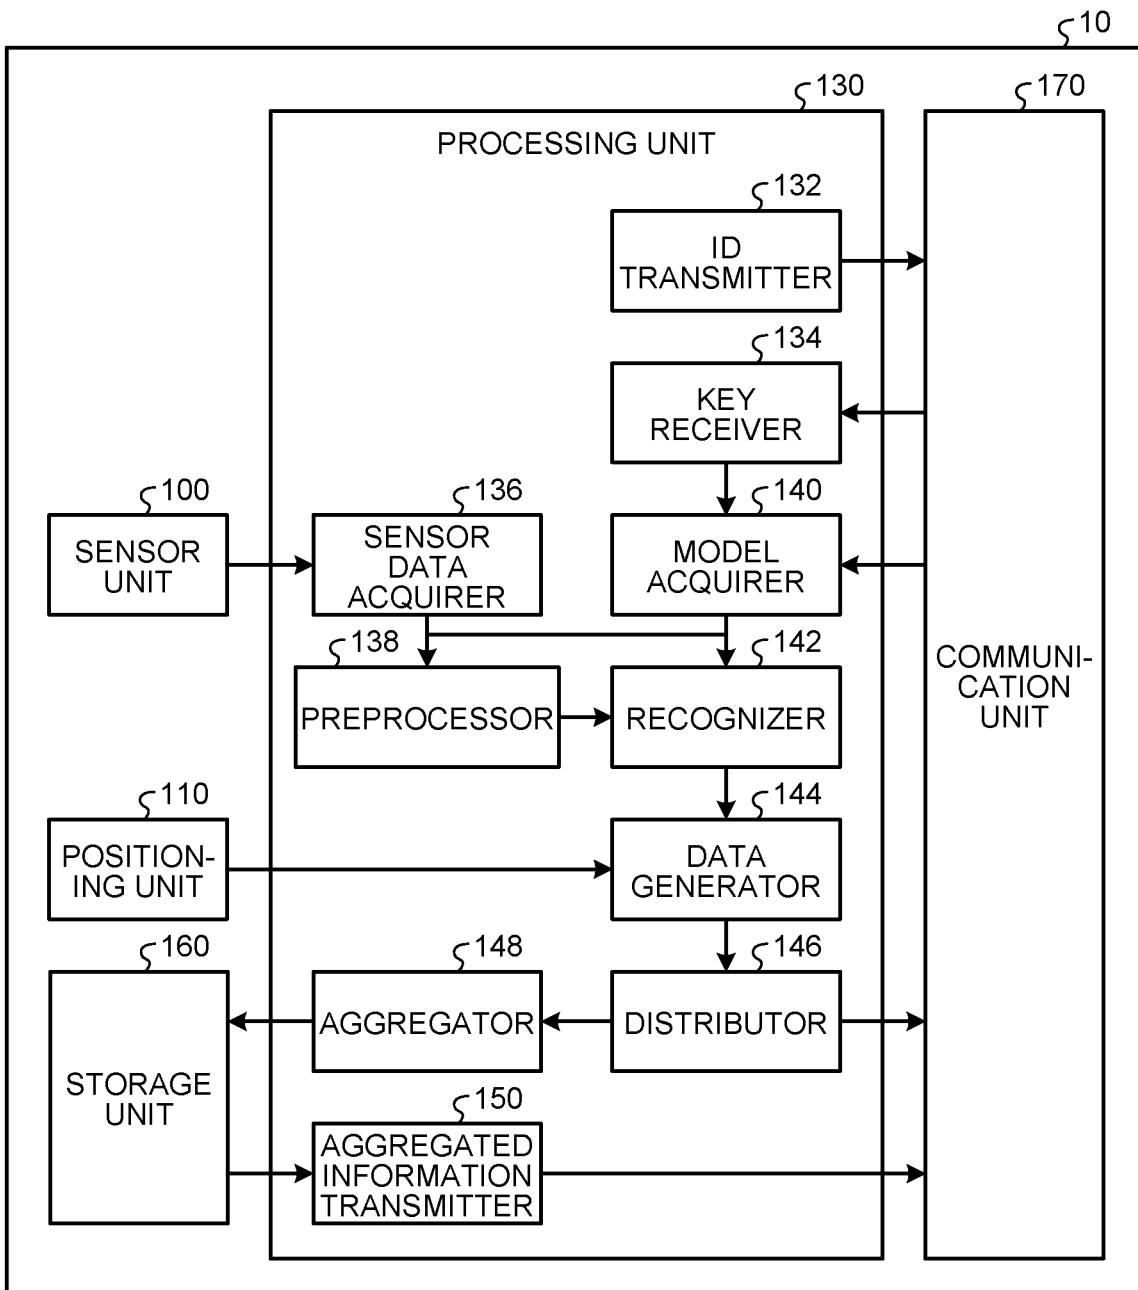 10
130
170
PROCESSING UNIT
132
ID
TRANSMITTER
134
KEY
RECEIVER
100
136
140
SENSOR
UNIT
SENSOR
DATA
ACQUIRER
MODEL
ACQUIRER
138
142
COMMUNI-
CATION
UNIT
PREPROCESSOR
RECOGNIZER
110
144
POSITION-
ING UNIT
DATA
GENERATOR
160
148
146
AGGREGATOR
DISTRIBUTOR
STORAGE
UNIT
150
AGGREGATED
INFORMATION
TRANSMITTER